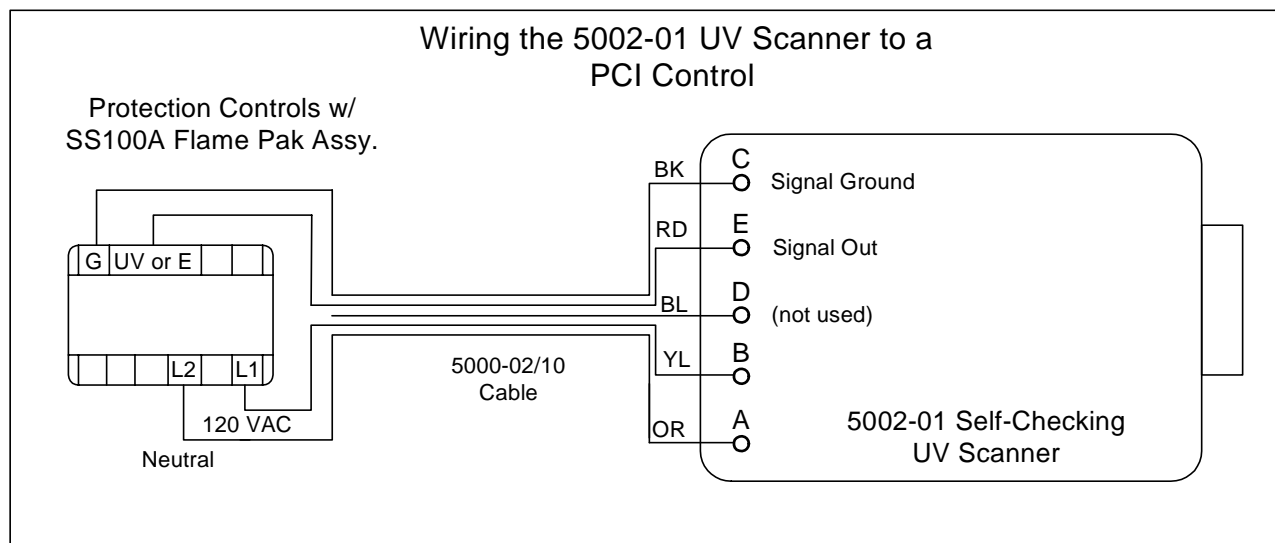 Wiring the 5002-01 UV Scanner to a
PCI Control
Protection Controls w/
SS100A Flame Pak Assy.
G UV or E
L2 L1
120 VAC
Neutral
5000-02/10
Cable
BK C Signal Ground
RD E Signal Out
BL D (not used)
YL B
OR A
5002-01 Self-Checking
UV Scanner